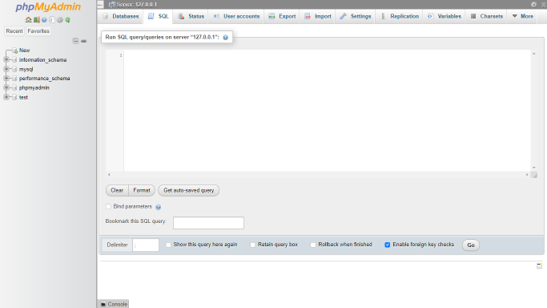 phpMyAdmin
Recent Favorites
New
information_schema
mysql
performance_schema
phpmyadmin
test
Server: 127.0.0.1
Databases SQL Status User accounts Export Import Settings Replication Variables Charsets More
Run SQL query/queries on server "127.0.0.1":
1
Clear Format Get auto-saved query
Bind parameters
Bookmark this SQL query:
Delimiter ; Show this query here again Retain query box Rollback when finished Enable foreign key checks Go
Console